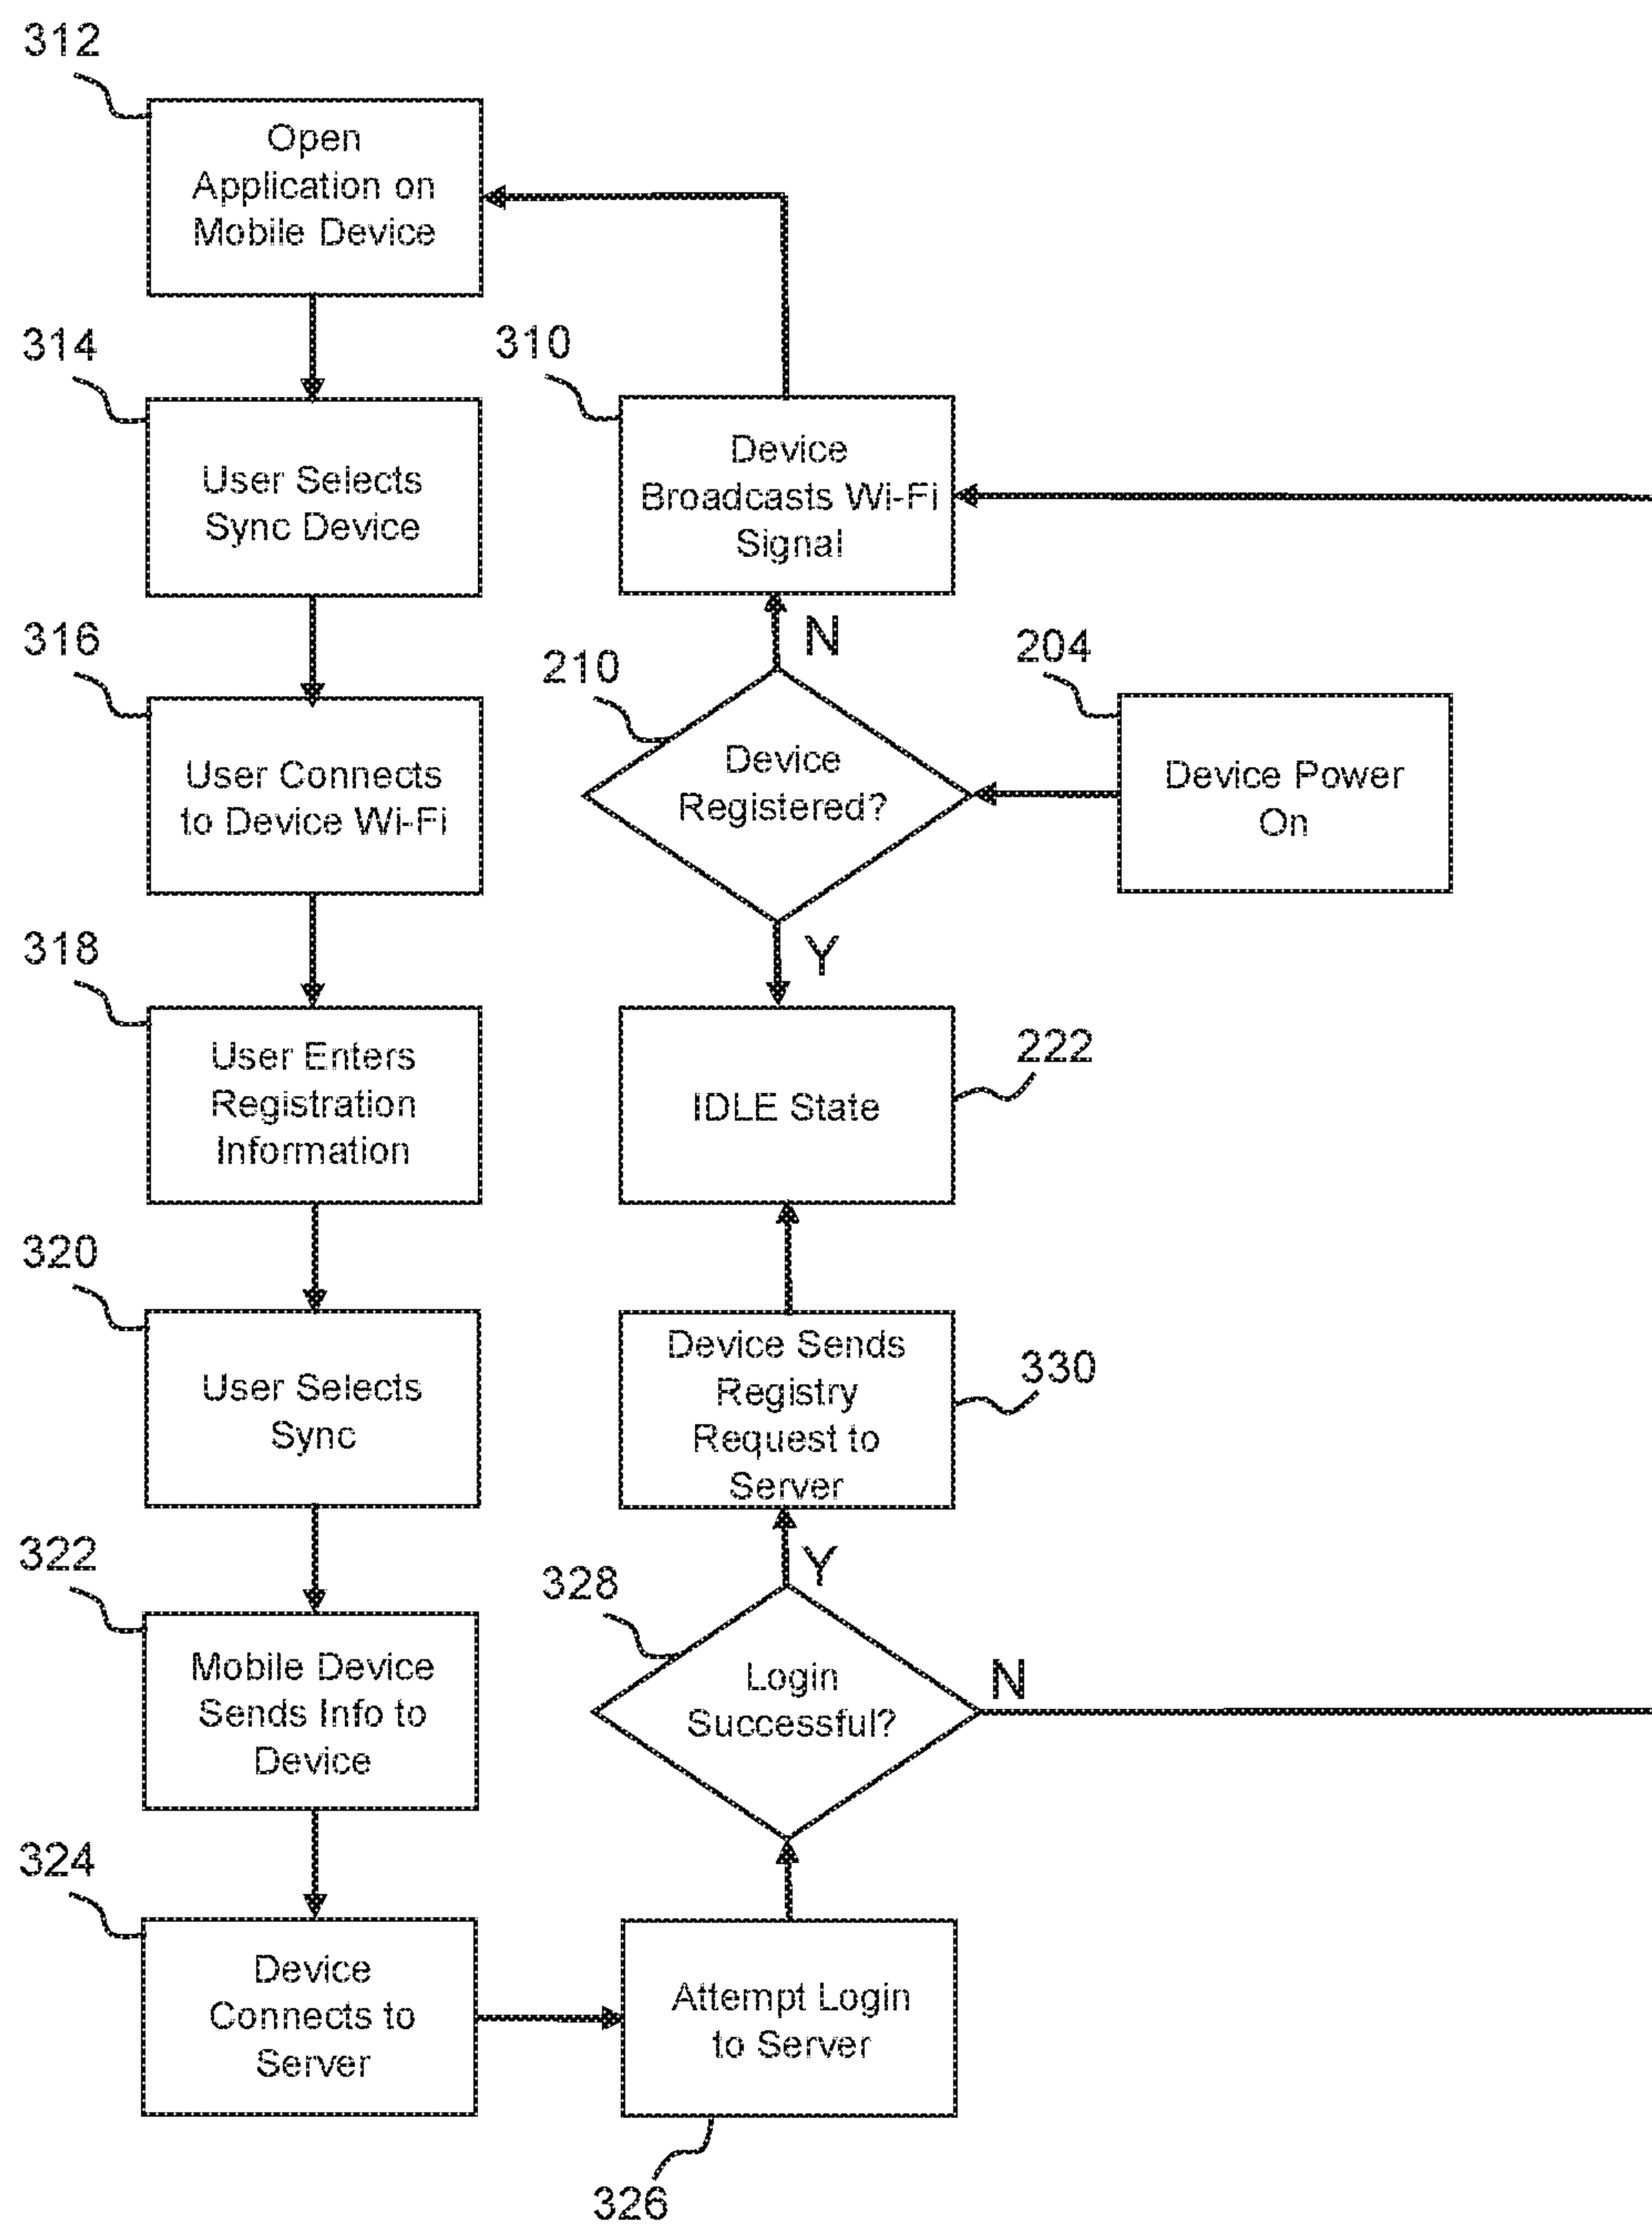 312
Open
Application on
Mobile Device
314
User Selects
Sync Device
310
Device
Broadcasts Wi-Fi
Signal
316
User Connects
to Device Wi-Fi
N
210
Device
Registered?
204
Device Power
On
Y
318
User Enters
Registration
Information
IDLE State
222
320
User Selects
Sync
Device Sends
Registry
Request to
Server
330
322
Mobile Device
Sends Info to
Device
Y
328
Login
Successful?
N
324
Device
Connects to
Server
Attempt Login
to Server
326